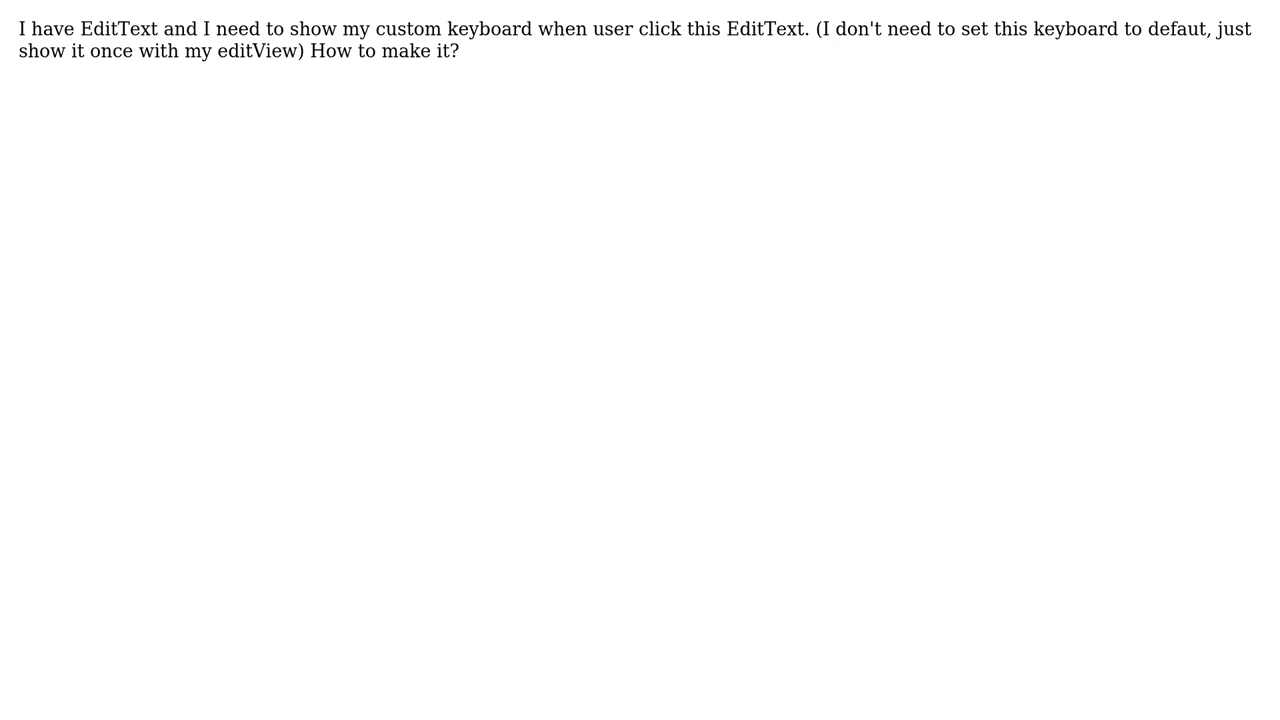 I have EditText and I need to show my custom keyboard when user click this EditText. (I don't need to set this keyboard to defaut, just
show it once with my editView) How to make it?